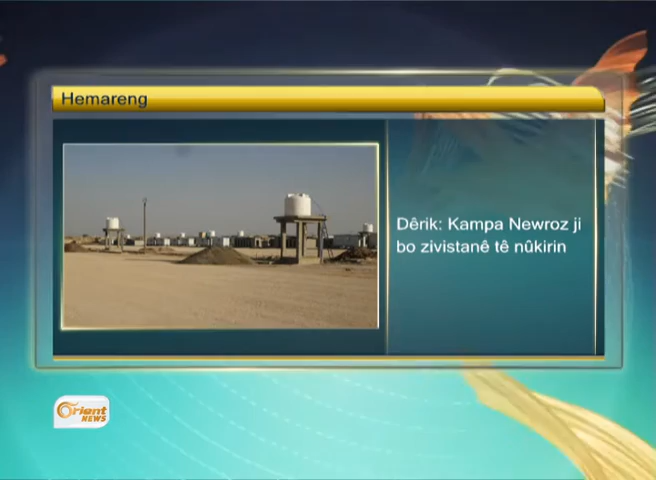 Hemareng
Dêrik: Kampa Newroz ji
bo zivistanê tê nûkirin
Orient
NEWS